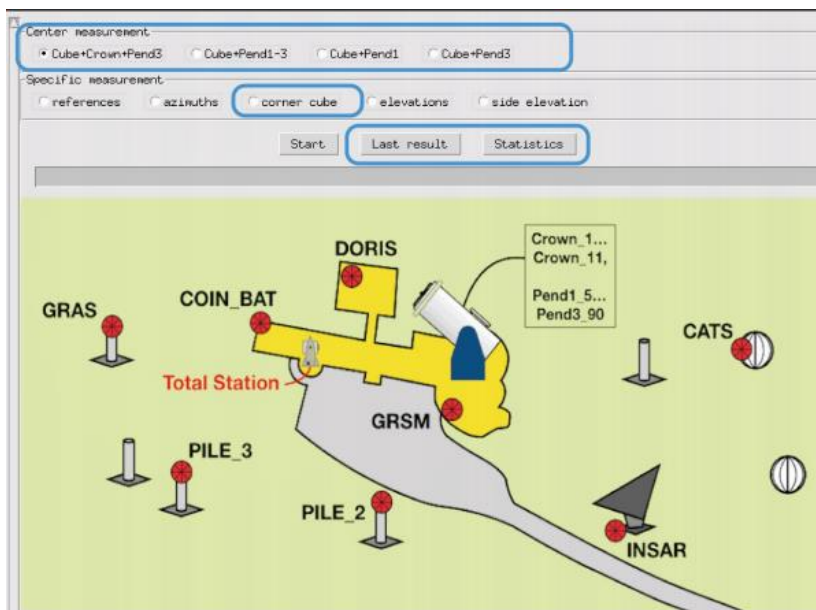 Center measurement
Cube+Crown+Pend3 Cube+Pend1-3 Cube+Pend1 Cube+Pend3
Specific measurement
references azimuths corner cube elevations side elevation
Start Last result Statistics
Crown_1...
Crown_11,
Pend1_5...
Pend3_90
DORIS
COIN_BAT
GRAS
CATS
Total Station
GRSM
PILE_3
PILE_2
INSAR